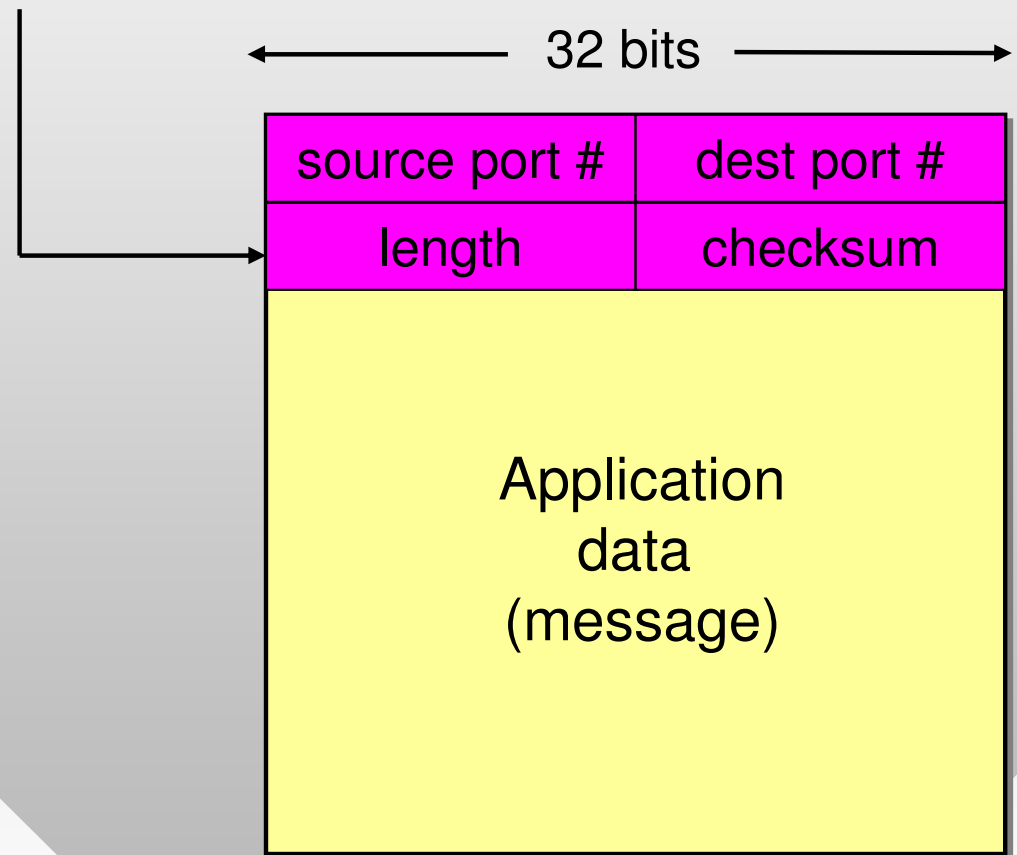 32 bits
source port # dest port #
length checksum
Application
data
(message)